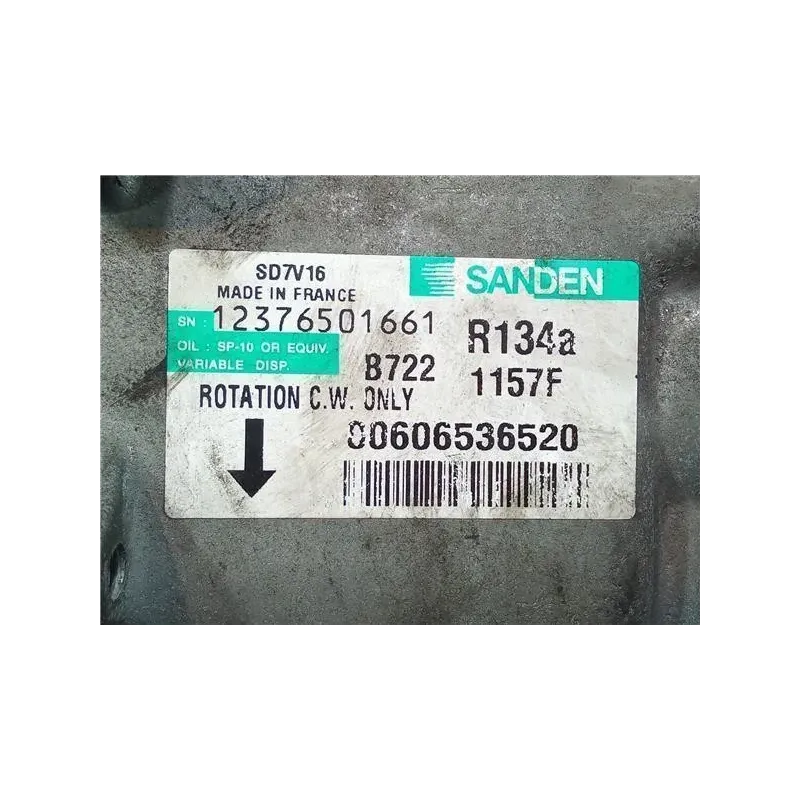 SD7V16
SANDEN
MADE IN FRANCE
SN : 12376501661
R134a
OIL : SP-10 OR EQUIV.
VARIABLE DISP.
B722
1157F
ROTATION C.W. ONLY
00606536520